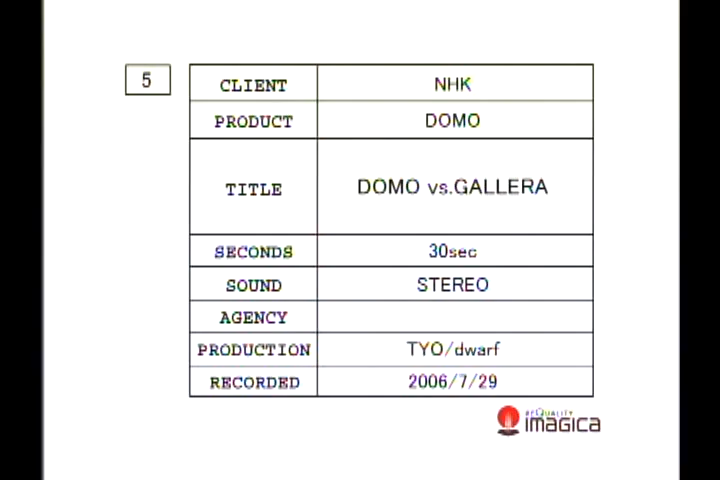 5
CLIENT NHK
PRODUCT DOMO
TITLE DOMO vs.GALLERA
SECONDS 30sec
SOUND STEREO
AGENCY
PRODUCTION TYO/dwarf
RECORDED 2006/7/29
QUALITY
imagica